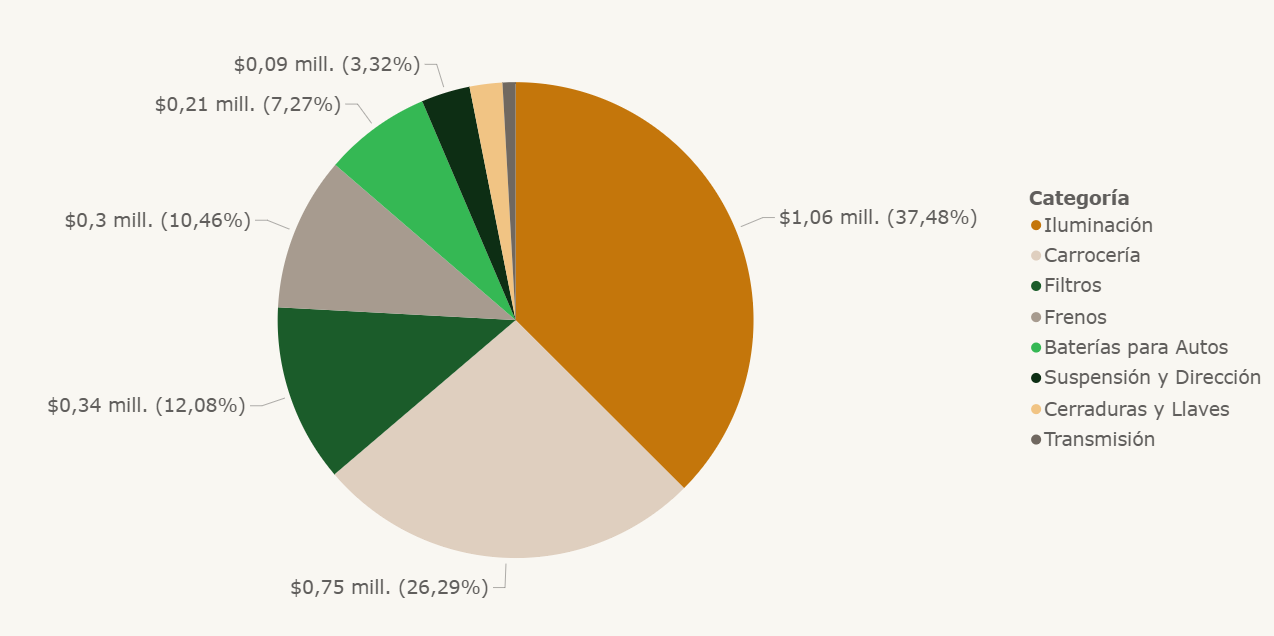 $0,09 mill. (3,32%)
$0,21 mill. (7,27%)
$0,3 mill. (10,46%)
$1,06 mill. (37,48%)
$0,34 mill. (12,08%)
$0,75 mill. (26,29%)
Categoría
Iluminación
Carrocería
Filtros
Frenos
Baterías para Autos
Suspensión y Dirección
Cerraduras y Llaves
Transmisión